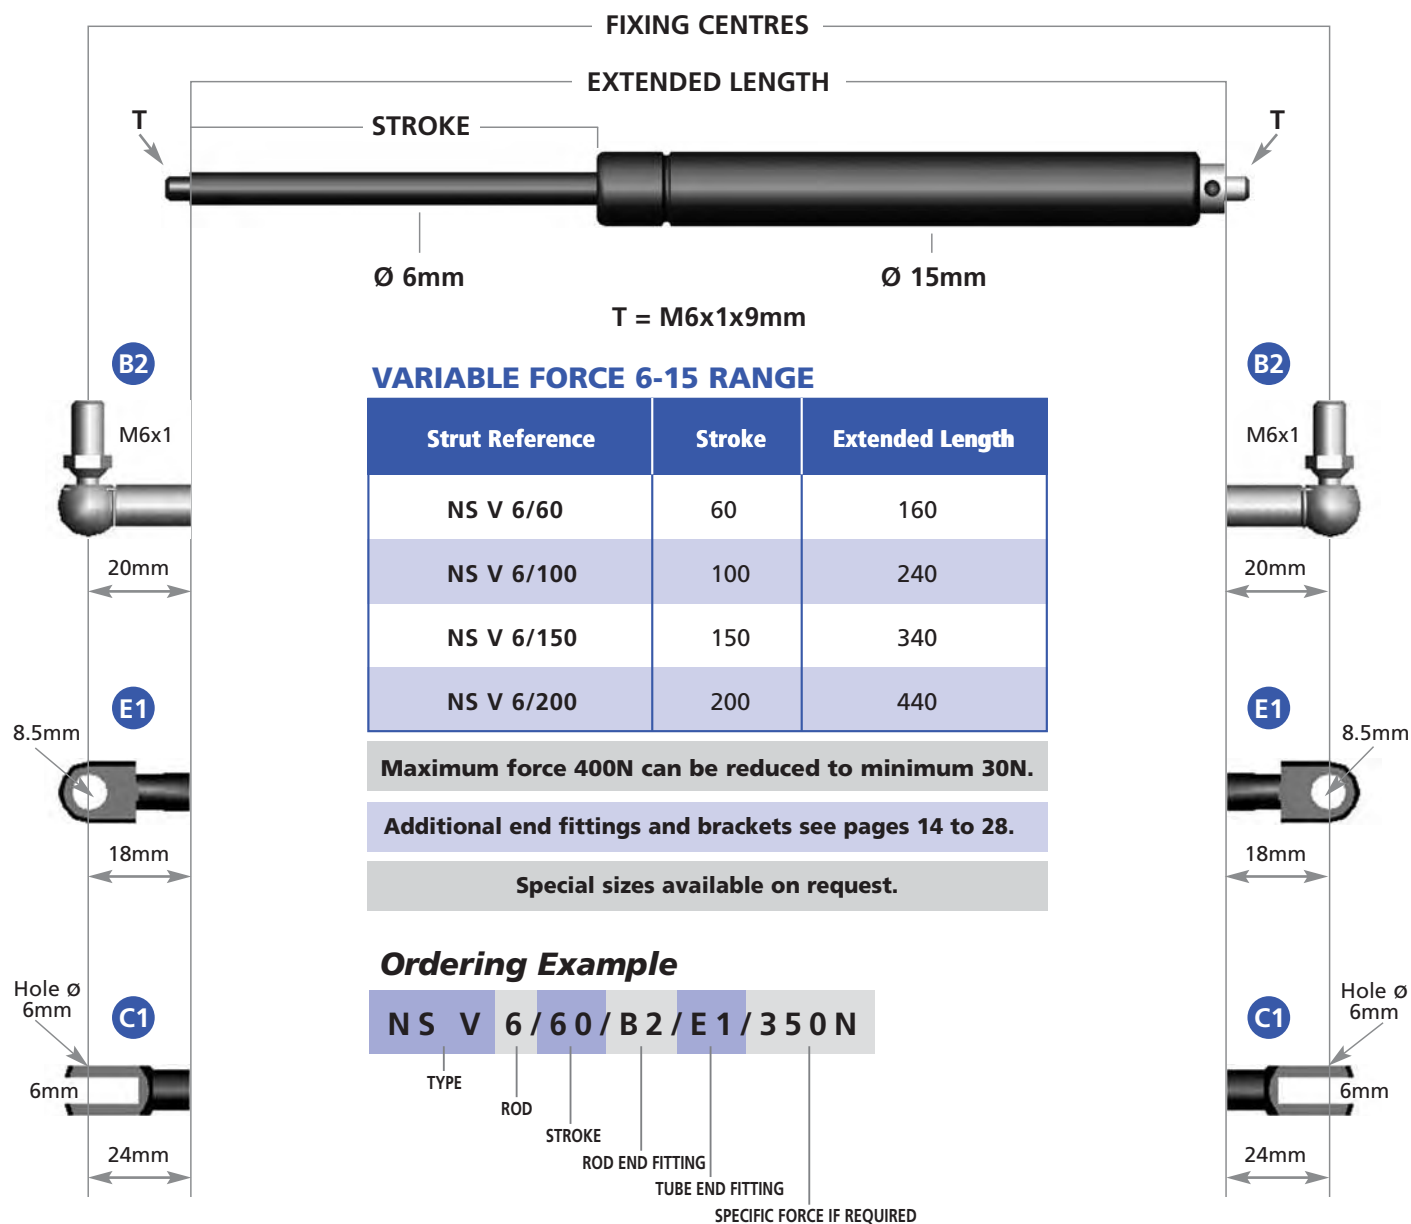 FIXING CENTRES
EXTENDED LENGTH
STROKE
T
T
Ø 6mm
Ø 15mm
T = M6x1x9mm
B2
B2
VARIABLE FORCE 6-15 RANGE
M6x1
M6x1
Strut Reference Stroke Extended Length
NS V 6/60 60 160
NS V 6/100 100 240
NS V 6/150 150 340
NS V 6/200 200 440
20mm
20mm
E1
E1
8.5mm
8.5mm
Maximum force 400N can be reduced to minimum 30N.
Additional end fittings and brackets see pages 14 to 28.
Special sizes available on request.
18mm
18mm
Ordering Example
NS V 6/60/B2/E1/350N
TYPE
ROD
STROKE
ROD END FITTING
TUBE END FITTING
SPECIFIC FORCE IF REQUIRED
Hole Ø
6mm
C1
6mm
24mm
Hole Ø
6mm
C1
6mm
24mm